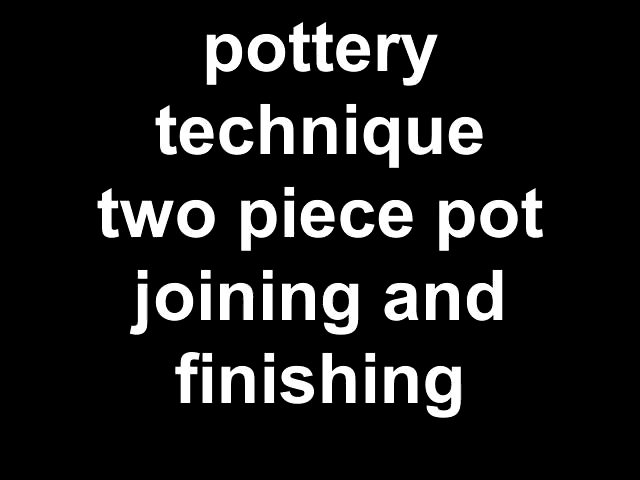 pottery
technique
two piece pot
joining and
finishing